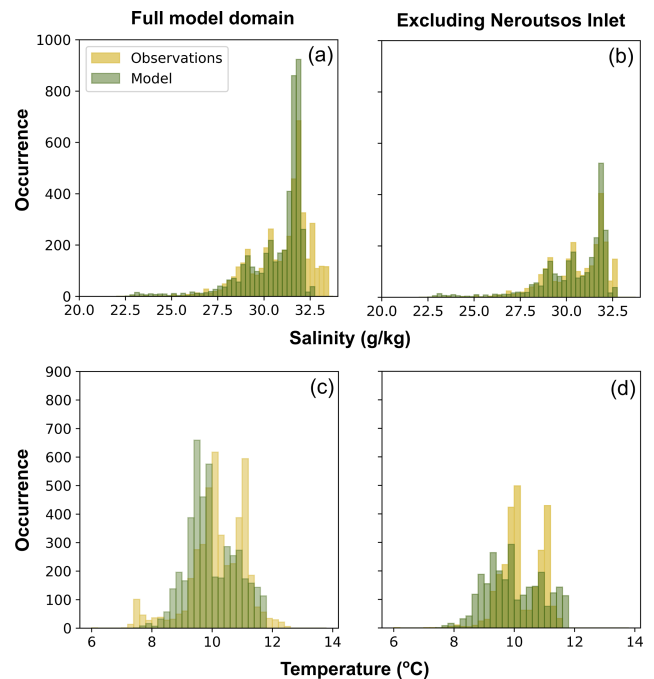 Full model domain
Excluding Neroutsos Inlet
1000
800
600
400
200
0
Occurrence
Observations
Model
(a)
(b)
20.0 22.5 25.0 27.5 30.0 32.5
20.0 22.5 25.0 27.5 30.0 32.5
Salinity (g/kg)
900
800
700
600
500
400
300
200
100
0
Occurrence
(c)
(d)
6 8 10 12 14
6 8 10 12 14
Temperature (°C)